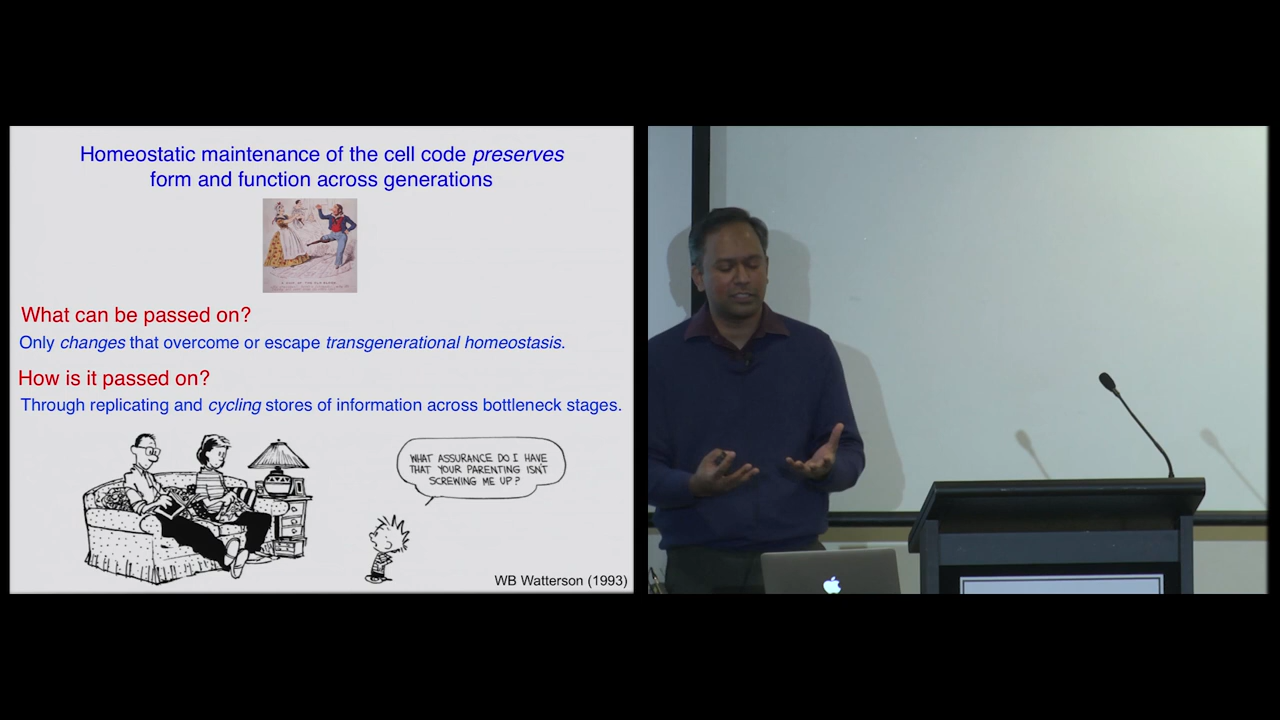 Homeostatic maintenance of the cell code preserves
form and function across generations
What can be passed on?
Only changes that overcome or escape transgenerational homeostasis.
How is it passed on?
Through replicating and cycling stores of information across bottleneck stages.
WHAT ASSURANCE DO I HAVE
THAT YOUR PARENTING ISN'T
SCREWING ME UP?
WB Watterson (1993)